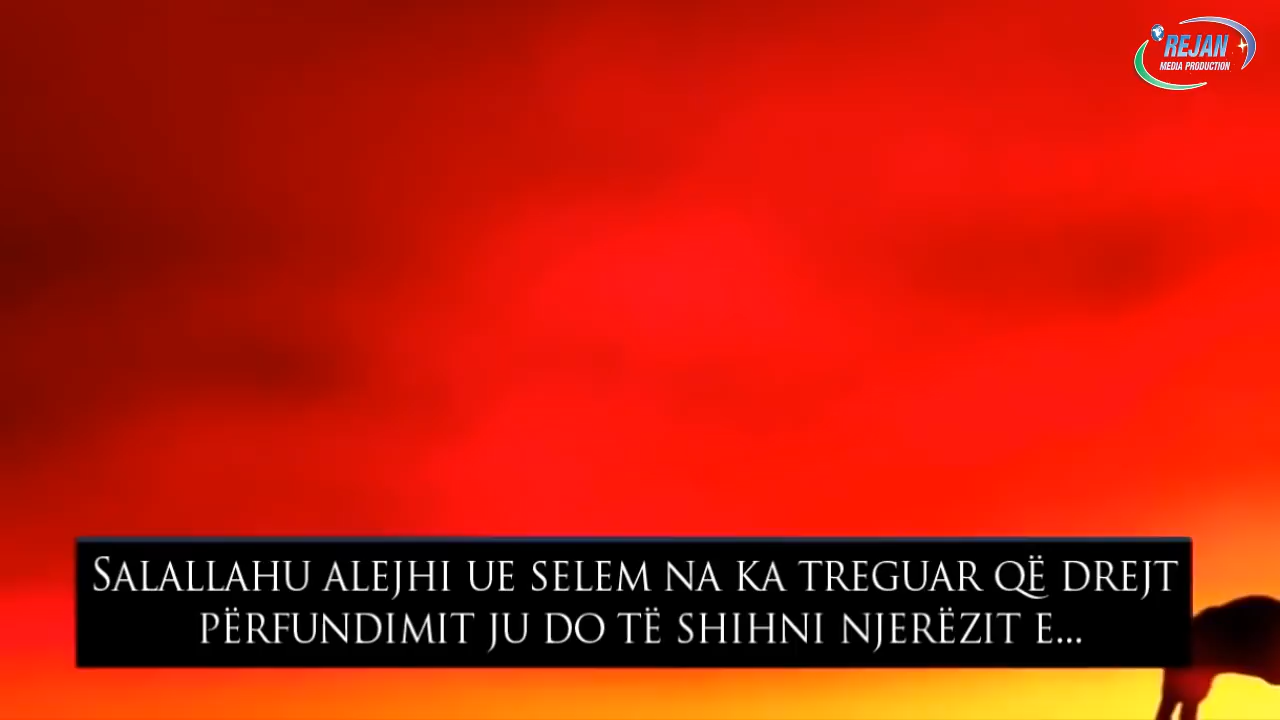 REJAN
MEDIA PRODUCTION
SALALLAHU ALEJHI UE SELEM NA KA TREGUAR QË DREJT
PËRFUNDIMIT JU DO TË SHIHNI NJERËZIT E...